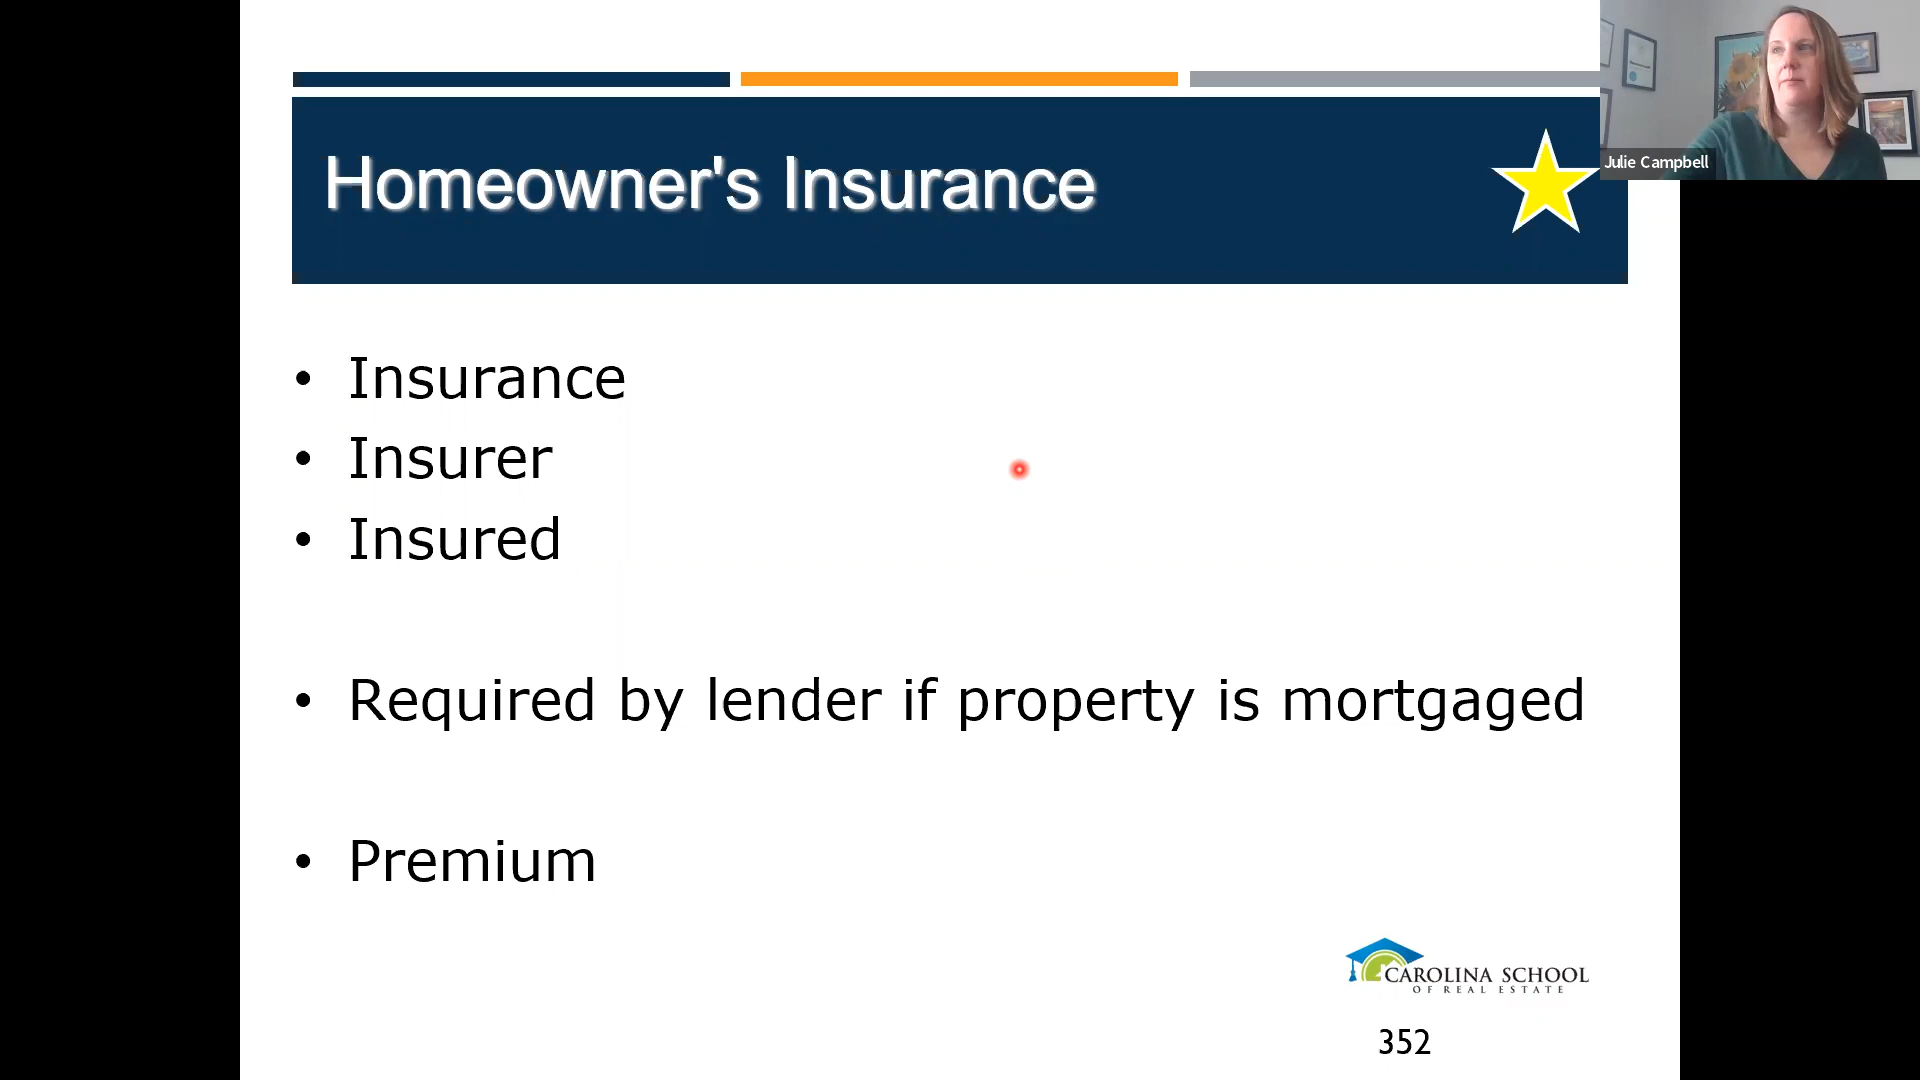 Homeowner's Insurance
Julie Campbell
• Insurance
• Insurer
• Insured
• Required by lender if property is mortgaged
• Premium
CAROLINA SCHOOL
OF REAL ESTATE
352